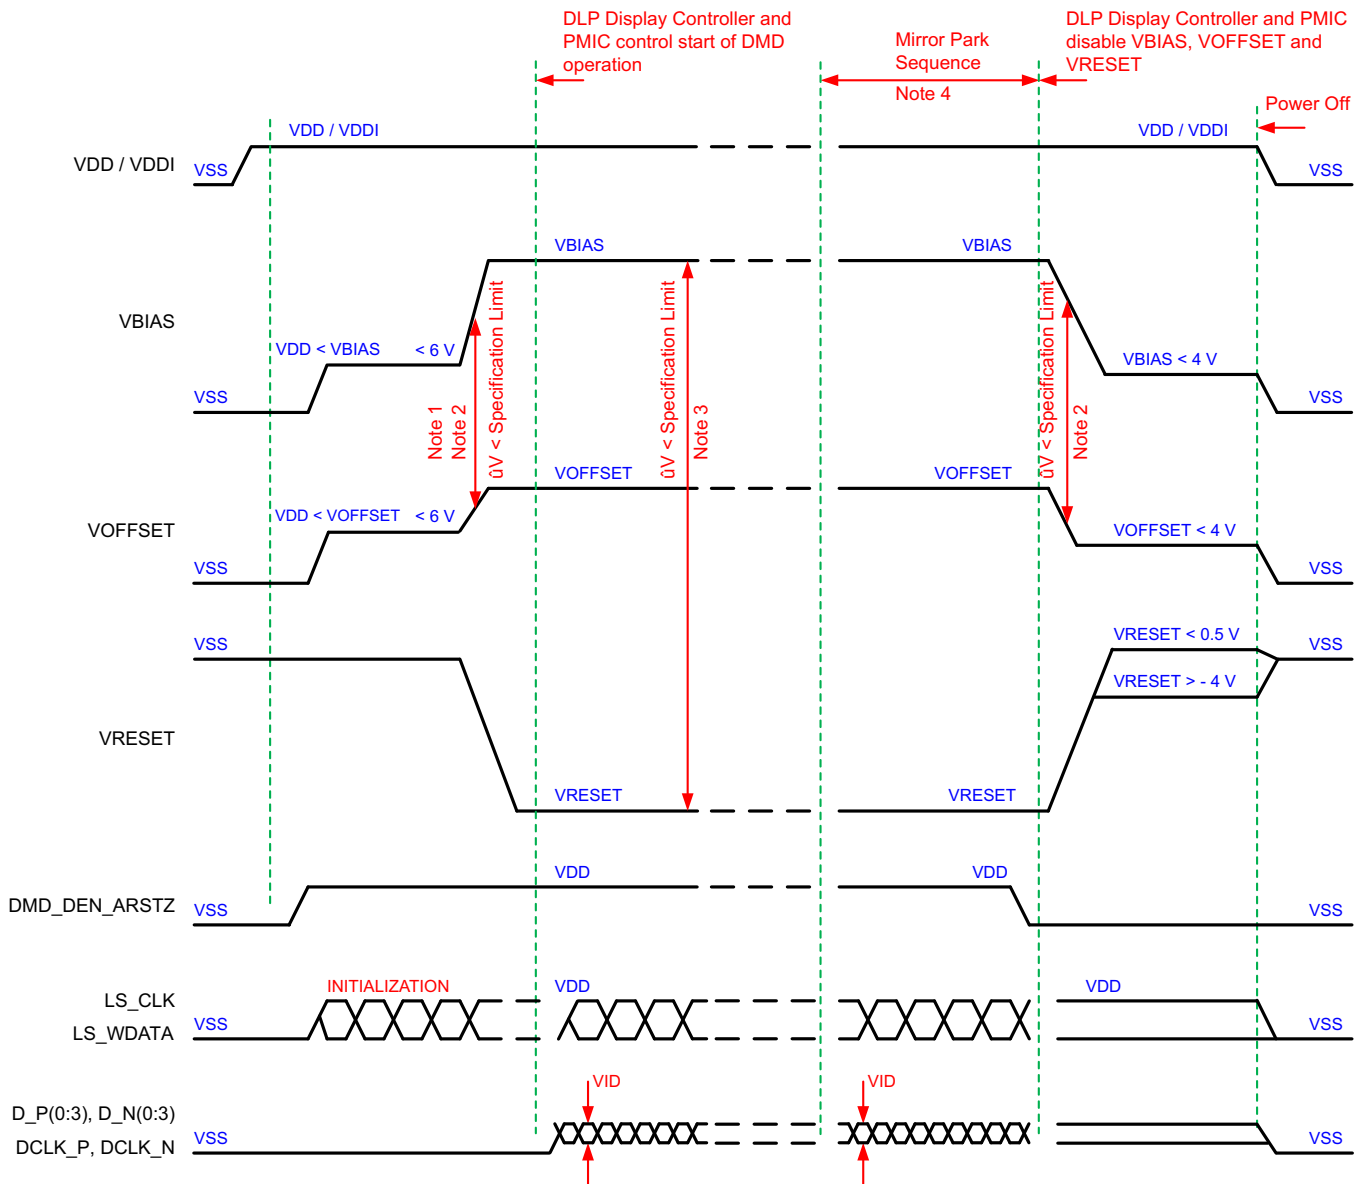 DLP Display Controller and
PMIC control start of DMD
operation
Mirror Park
Sequence
Note 4
DLP Display Controller and PMIC
disable VBIAS, VOFFSET and
VRESET
Power Off
VDD / VDDI
VSS
VDD / VDDI
VDD / VDDI
VSS
VBIAS
VSS
VDD < VBIAS
< 6 V
VBIAS
VBIAS
VBIAS < 4 V
VSS
Note 1
Note 2
ûV < Specification Limit
ûV < Specification Limit
Note 3
ûV < Specification Limit
Note 2
VOFFSET
VSS
VDD < VOFFSET
< 6 V
VOFFSET
VOFFSET
VOFFSET < 4 V
VSS
VRESET
VSS
VRESET
VRESET
VRESET < 0.5 V
VRESET > - 4 V
VSS
DMD_DEN_ARSTZ
VSS
VDD
VDD
VSS
LS_CLK
LS_WDATA
VSS
INITIALIZATION
VDD
VDD
VSS
D_P(0:3), D_N(0:3)
DCLK_P, DCLK_N
VSS
VID
VID
VSS